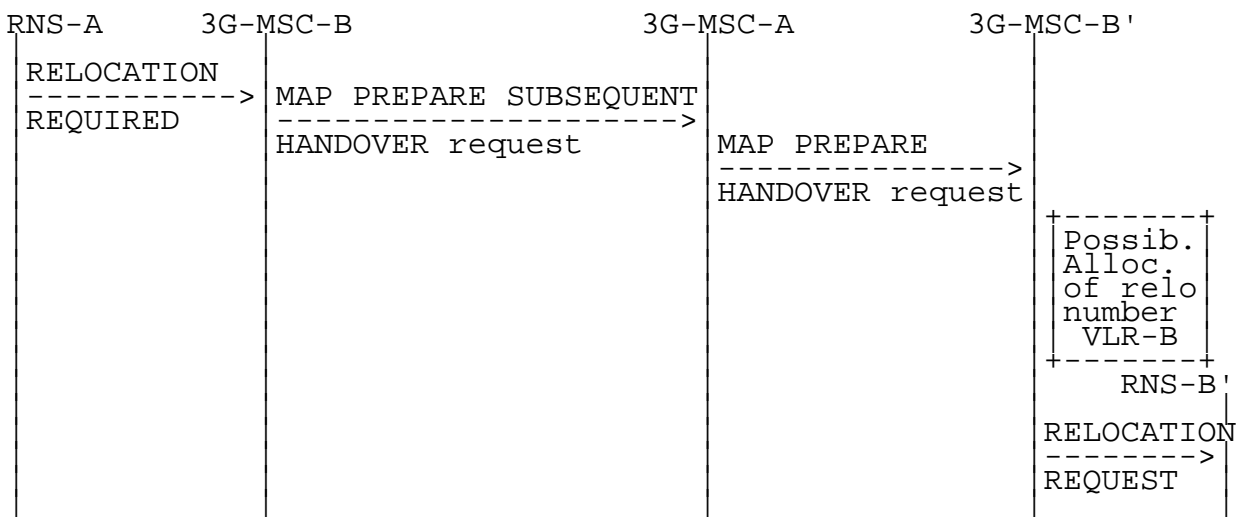 RNS-A 3G-MSC-B 3G-MSC-A 3G-MSC-B'
RELOCATION
REQUIRED
MAP PREPARE SUBSEQUENT
HANDOVER request
MAP PREPARE
HANDOVER request
Possib.
Alloc.
of relo
number
VLR-B
RNS-B'
RELOCATION
REQUEST